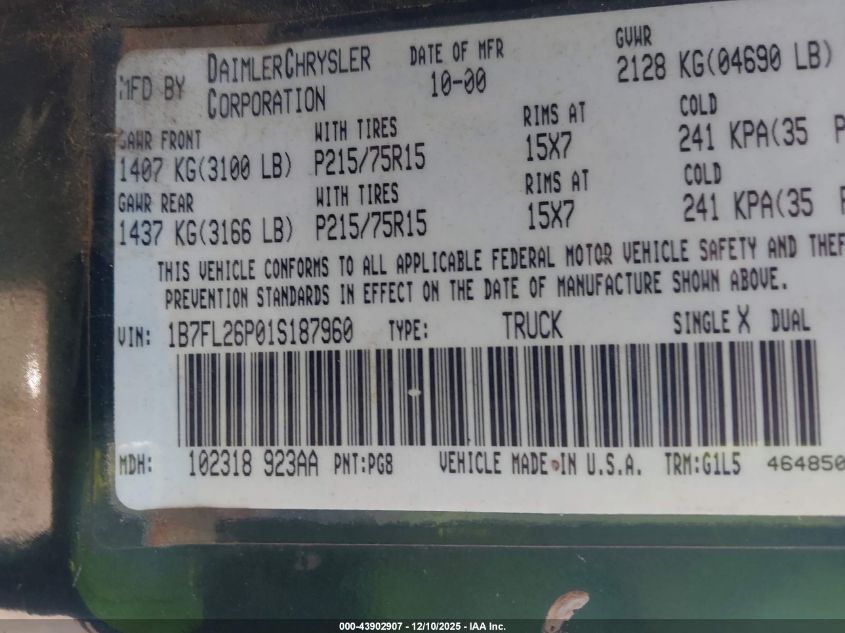 MFD BY DAIMLERCHRYSLER CORPORATION
DATE OF MFR
10-00
GVWR
2128 KG(04690 LB)
GAWR FRONT WITH TIRES RIMS AT COLD
1407 KG(3100 LB) P215/75R15 15X7 241 KPA(35 P
GAWR REAR WITH TIRES RIMS AT COLD
1437 KG(3166 LB) P215/75R15 15X7 241 KPA(35
THIS VEHICLE CONFORMS TO ALL APPLICABLE FEDERAL MOTOR VEHICLE SAFETY AND THEF
PREVENTION STANDARDS IN EFFECT ON THE DATE OF MANUFACTURE SHOWN ABOVE.
VIN: 1B7FL26P01S187960 TYPE: TRUCK SINGLE X DUAL
MDH: 102318 923AA PNT:PG8 VEHICLE MADE IN U.S.A. TRM:G1L5 464850
000-43902907 - 12/10/2025 - IAA Inc.